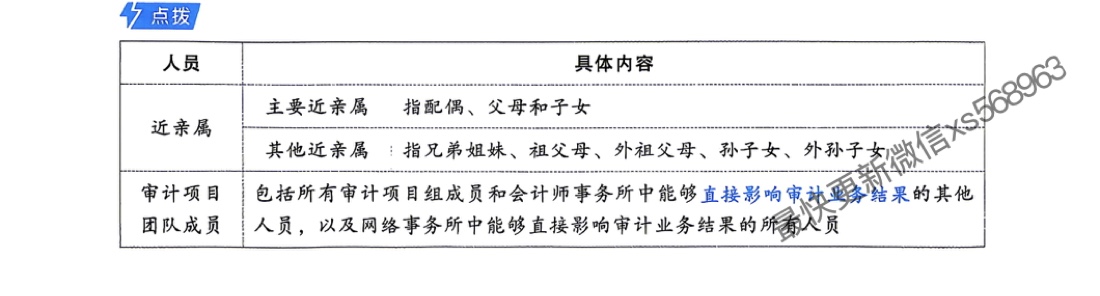 点拨
人员 具体内容
近亲属
主要近亲属 指配偶、父母和子女
其他近亲属 指兄弟姐妹、祖父母、外祖父母、孙子女、外孙子女
审计项目
团队成员
包括所有审计项目组成员和会计师事务所中能够直接影响审计业务结果的其他
人员，以及网络事务所中能够直接影响审计业务结果的所有人员
最快更新微信xs568963